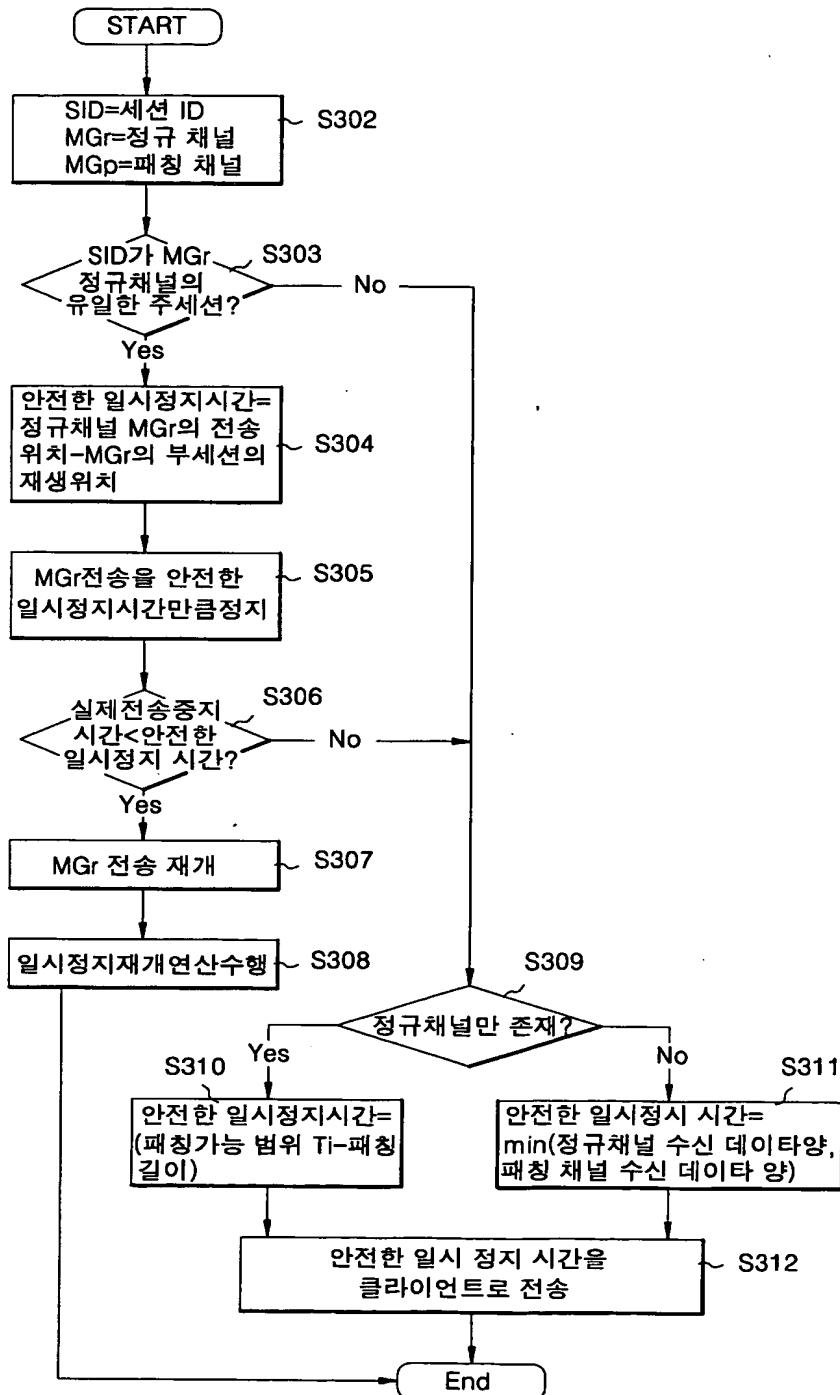 START
SID=세션 ID
MGr=정규 채널
MGp=패칭 채널
S302
SID가 MGr
정규채널의
유일한 주세션?
S303
No
Yes
안전한 일시정지시간=
정규채널 MGr의 전송
위치-MGr의 부세션의
재생위치
S304
MGr전송을 안전한
일시정지시간만큼정지
S305
실제전송중지
시간<안전한
일시정지 시간?
S306
No
Yes
MGr 전송 재개
S307
일시정지재개연산수행
S308
정규채널만 존재?
S309
Yes
No
S310
안전한 일시정지시간=
(패칭가능 범위 Ti-패칭
길이)
S311
안전한 일시정시 시간=
min(정규채널 수신 데이타양,
패칭 채널 수신 데이타 양)
안전한 일시 정지 시간을
클라이언트로 전송
S312
End